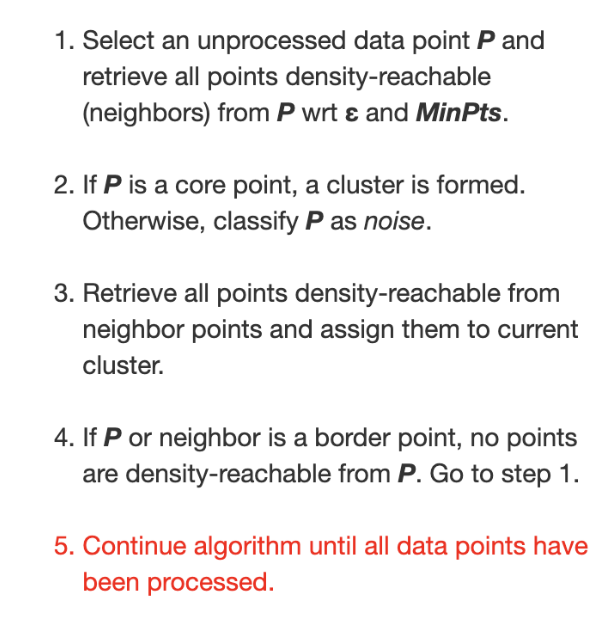 1. Select an unprocessed data point P and
retrieve all points density-reachable
(neighbors) from P wrt ε and MinPts.
2. If P is a core point, a cluster is formed.
Otherwise, classify P as noise.
3. Retrieve all points density-reachable from
neighbor points and assign them to current
cluster.
4. If P or neighbor is a border point, no points
are density-reachable from P. Go to step 1.
5. Continue algorithm until all data points have
been processed.